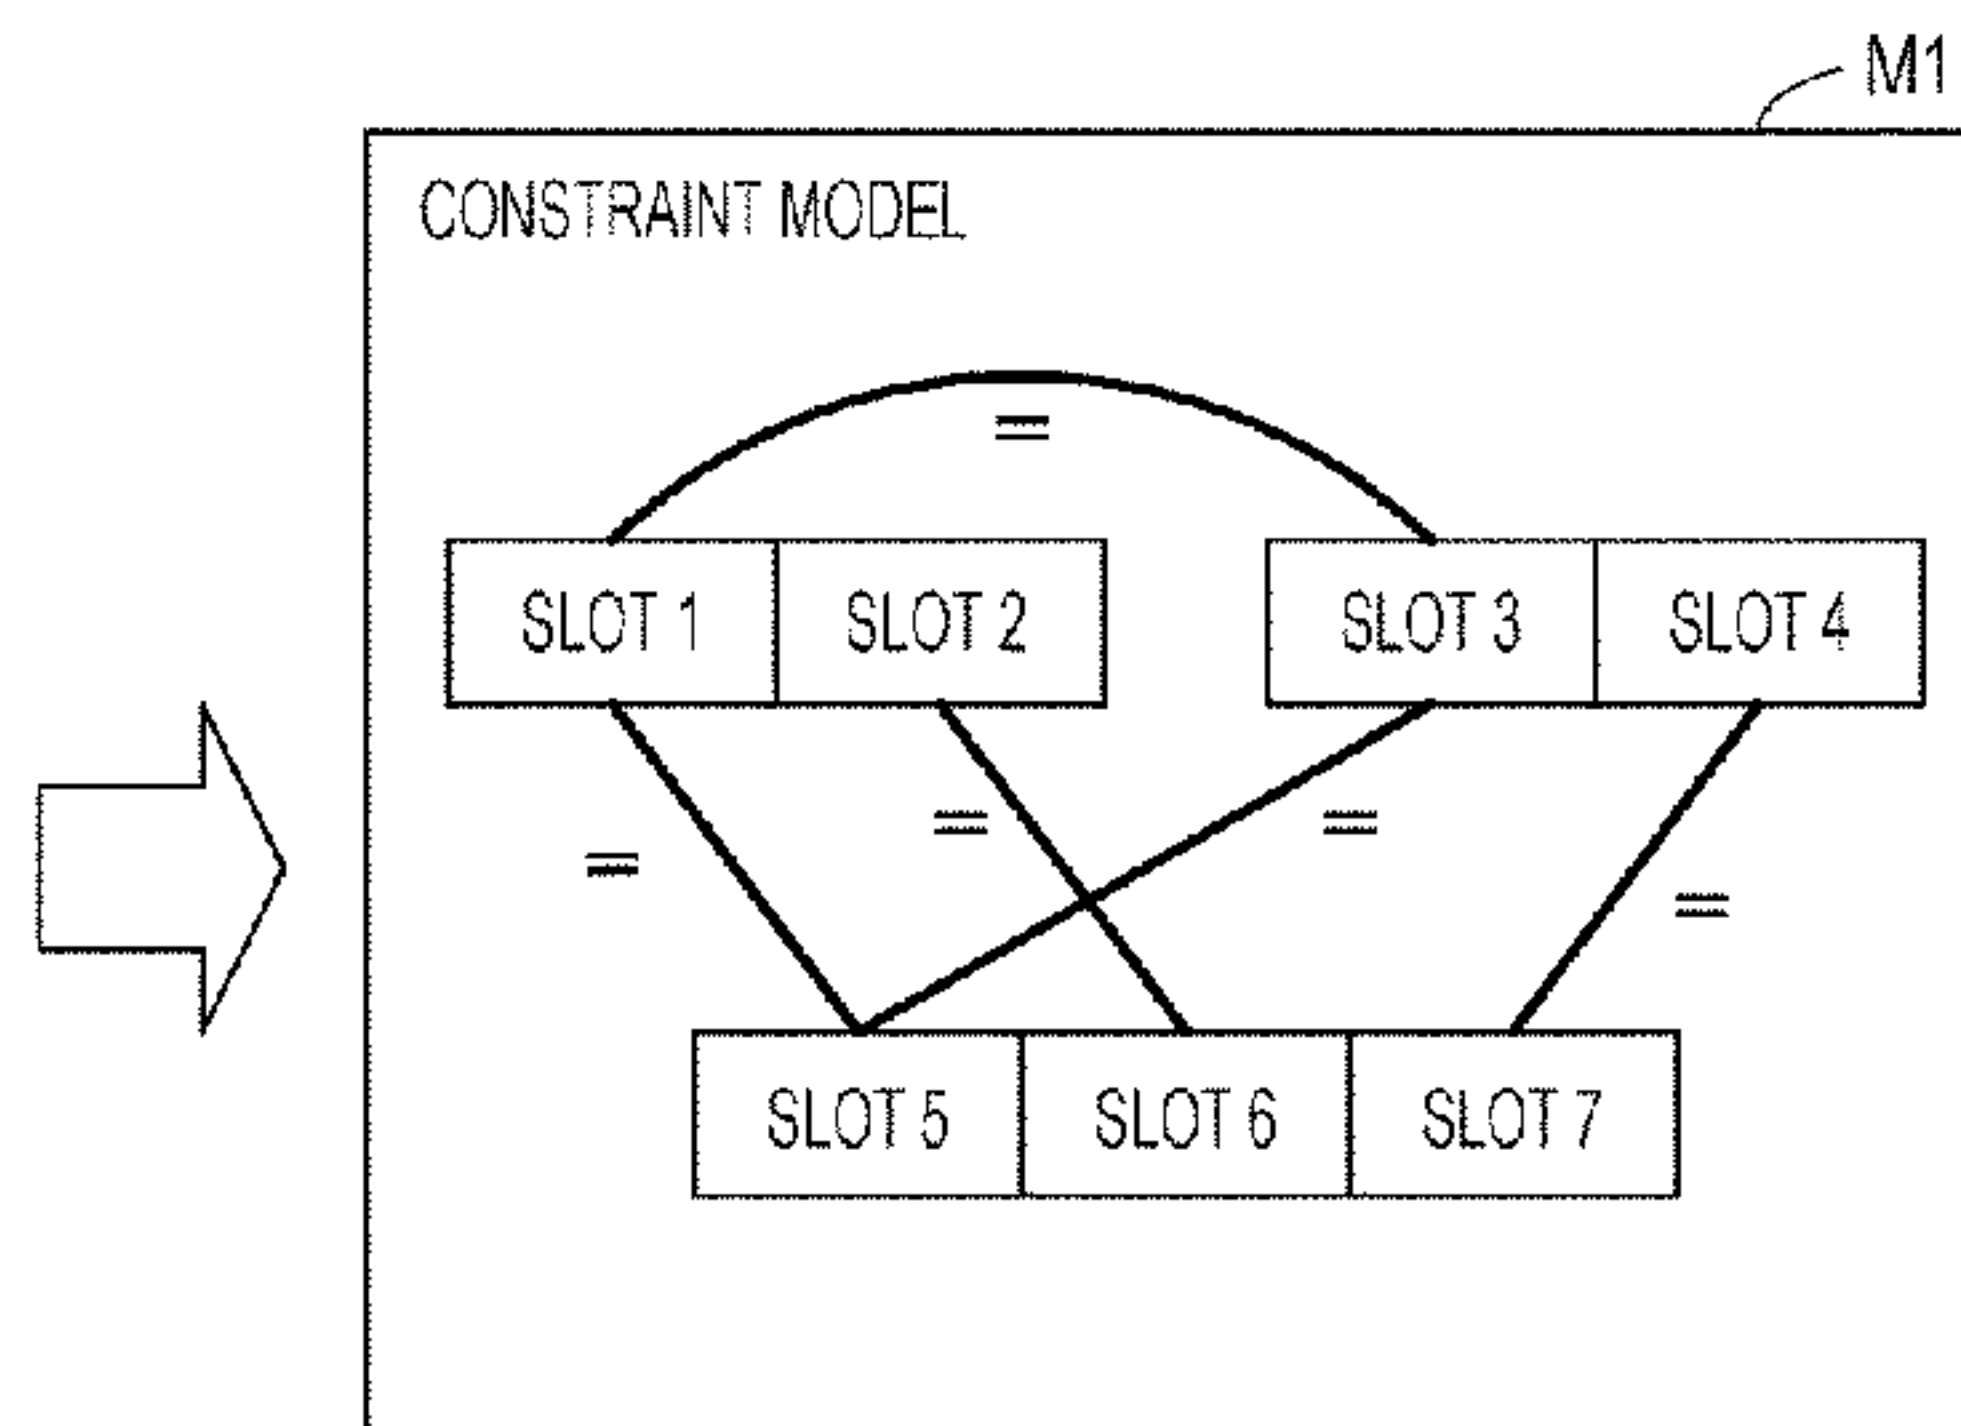 M1
CONSTRAINT MODEL
=
SLOT 1 SLOT 2 SLOT 3 SLOT 4
= = = =
SLOT 5 SLOT 6 SLOT 7